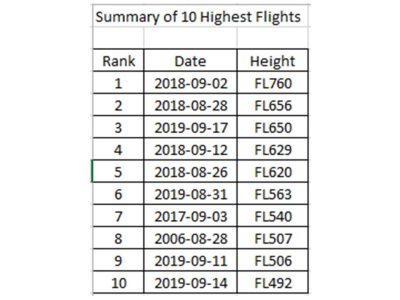 Summary of 10 Highest Flights
Rank Date Height
1 2018-09-02 FL760
2 2018-08-28 FL656
3 2019-09-17 FL650
4 2018-09-12 FL629
5 2018-08-26 FL620
6 2019-08-31 FL563
7 2017-09-03 FL540
8 2006-08-28 FL507
9 2019-09-11 FL506
10 2019-09-14 FL492